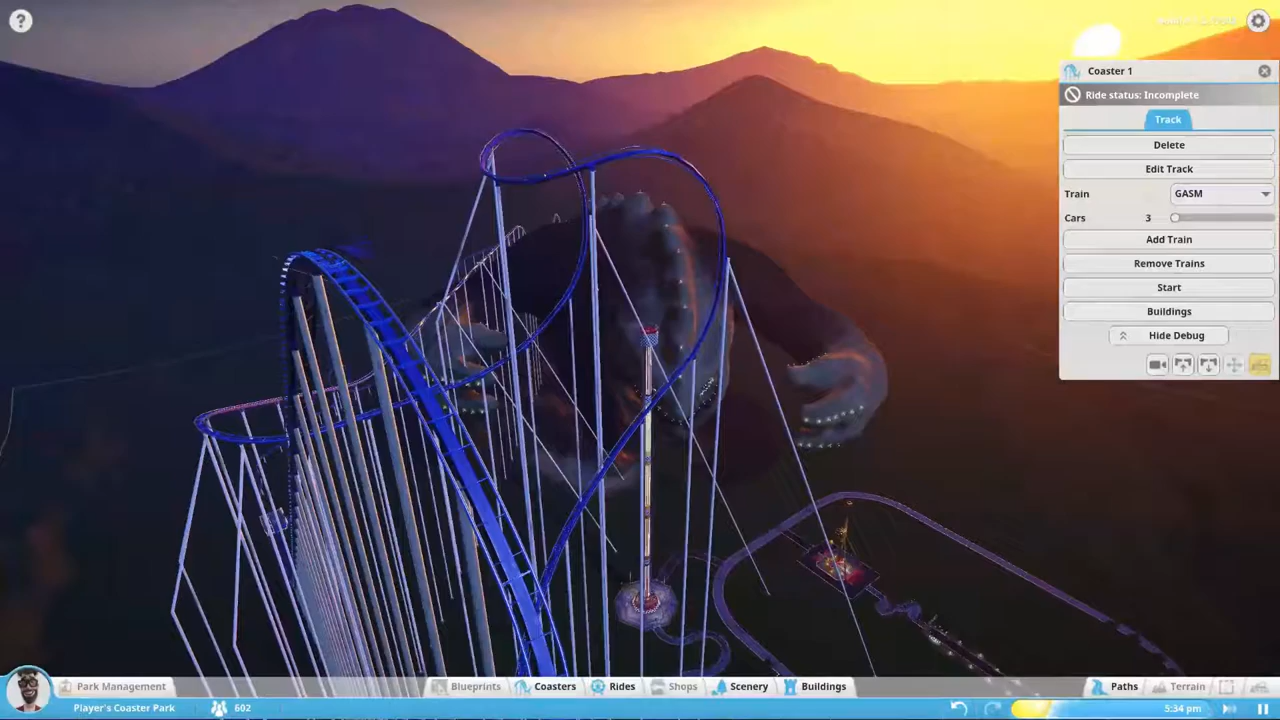 Coaster 1
Ride status: Incomplete
Track
Delete
Edit Track
Train GASM
Cars 3
Add Train
Remove Trains
Start
Buildings
Hide Debug
Park Management Blueprints Coasters Rides Shops Scenery Buildings Paths Terrain
Player's Coaster Park 602 5:34 pm